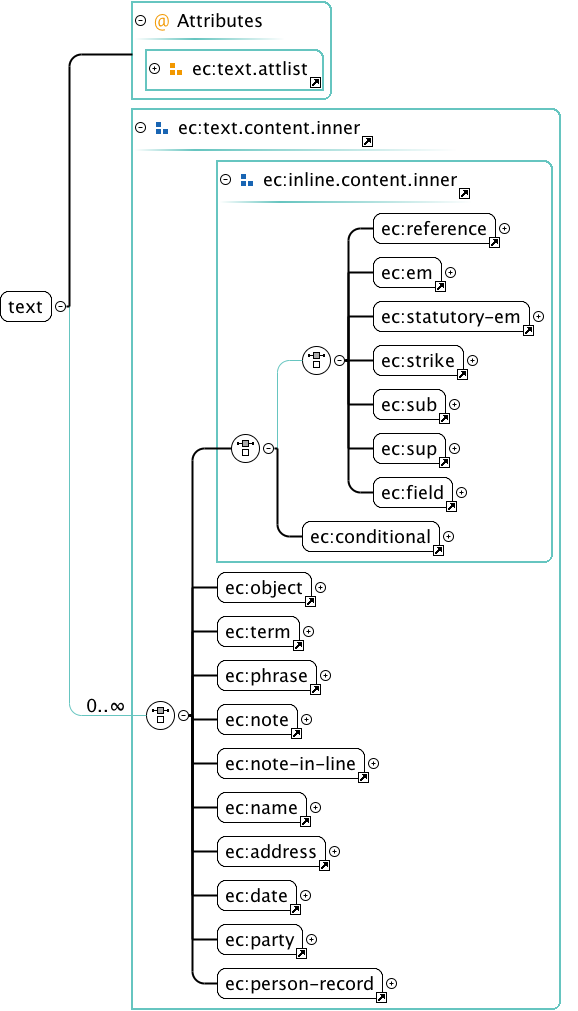 @ Attributes
ec:text.attlist
ec:text.content.inner
ec:inline.content.inner
ec:reference
ec:em
text
ec:statutory-em
ec:strike
ec:sub
ec:sup
ec:field
ec:conditional
ec:object
ec:term
ec:phrase
0..∞
ec:note
ec:note-in-line
ec:name
ec:address
ec:date
ec:party
ec:person-record